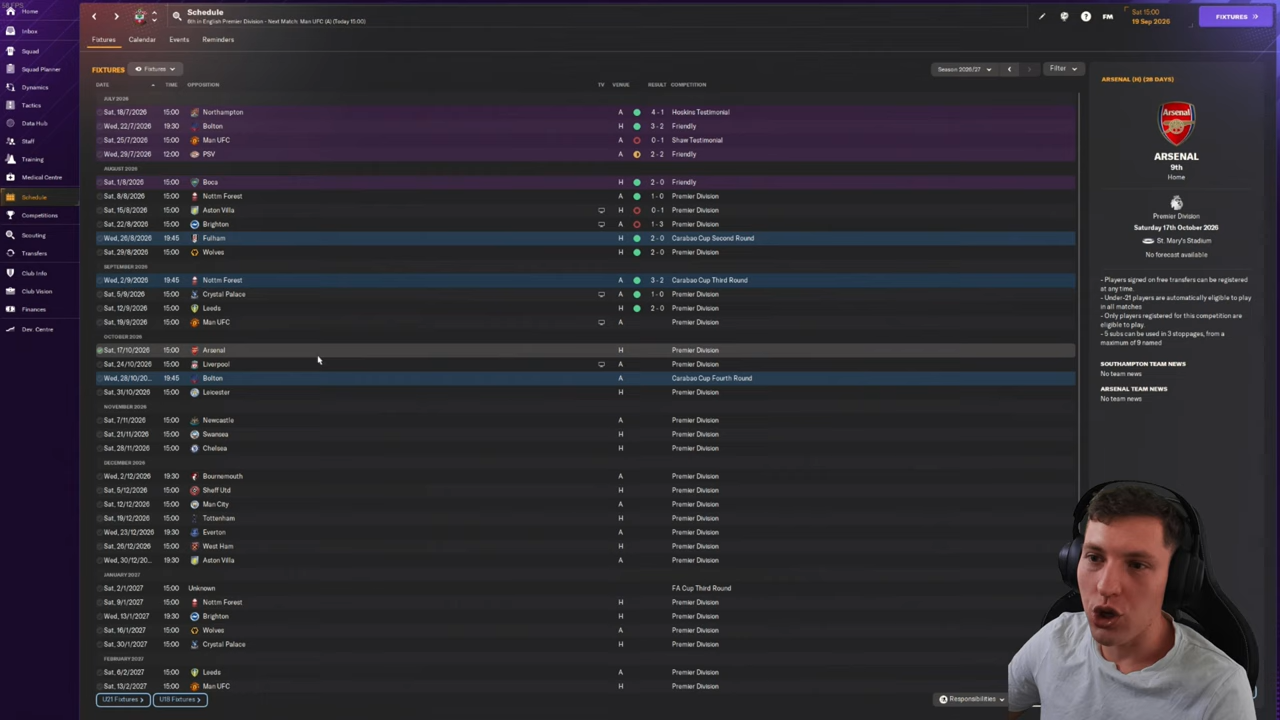 58 FPS
Home
Inbox
Squad
Squad Planner
Dynamics
Tactics
Data Hub
Staff
Training
Medical Centre
Schedule
Competitions
Scouting
Transfers
Club Info
Club Vision
Finances
Dev. Centre
Schedule
6th in English Premier Division - Next Match: Man UFC (A) (Today 15:00)
FM
Sat 15:00
19 Sep 2026
FIXTURES
Fixtures Calendar Events Reminders
FIXTURES Fixtures
Season 2026/27 Filter
DATE TIME OPPOSITION TV VENUE RESULT COMPETITION
JULY 2026
Sat, 18/7/2026 15:00 Northampton A 4-1 Hoskins Testimonial
Wed, 22/7/2026 19:30 Bolton H 3-2 Friendly
Sat, 25/7/2026 15:00 Man UFC A 0-1 Shaw Testimonial
Wed, 29/7/2026 12:00 PSV A 2-2 Friendly
AUGUST 2026
Sat, 1/8/2026 15:00 Boca H 2-0 Friendly
Sat, 8/8/2026 15:00 Nottm Forest A 1-0 Premier Division
Sat, 15/8/2026 15:00 Aston Villa H 0-1 Premier Division
Sat, 22/8/2026 15:00 Brighton A 1-3 Premier Division
Wed, 26/8/2026 19:45 Fulham H 2-0 Carabao Cup Second Round
Sat, 29/8/2026 15:00 Wolves H 2-0 Premier Division
SEPTEMBER 2026
Wed, 2/9/2026 19:45 Nottm Forest A 3-2 Carabao Cup Third Round
Sat, 5/9/2026 15:00 Crystal Palace A 1-0 Premier Division
Sat, 12/9/2026 15:00 Leeds H 2-0 Premier Division
Sat, 19/9/2026 15:00 Man UFC A Premier Division
OCTOBER 2026
Sat, 17/10/2026 15:00 Arsenal H Premier Division
Sat, 24/10/2026 15:00 Liverpool A Premier Division
Wed, 28/10/20... 19:45 Bolton A Carabao Cup Fourth Round
Sat, 31/10/2026 15:00 Leicester H Premier Division
NOVEMBER 2026
Sat, 7/11/2026 15:00 Newcastle A Premier Division
Sat, 21/11/2026 15:00 Swansea A Premier Division
Sat, 28/11/2026 15:00 Chelsea H Premier Division
DECEMBER 2026
Wed, 2/12/2026 19:30 Bournemouth A Premier Division
Sat, 5/12/2026 15:00 Sheff Utd H Premier Division
Sat, 12/12/2026 15:00 Man City A Premier Division
Sat, 19/12/2026 15:00 Tottenham H Premier Division
Wed, 23/12/2026 19:30 Everton A Premier Division
Sat, 26/12/2026 15:00 West Ham H Premier Division
Wed, 30/12/20... 19:30 Aston Villa A Premier Division
JANUARY 2027
Sat, 2/1/2027 15:00 Unknown FA Cup Third Round
Sat, 9/1/2027 15:00 Nottm Forest H Premier Division
Wed, 13/1/2027 19:30 Brighton H Premier Division
Sat, 16/1/2027 15:00 Wolves A Premier Division
Sat, 30/1/2027 15:00 Crystal Palace H Premier Division
FEBRUARY 2027
Sat, 6/2/2027 15:00 Leeds A Premier Division
Sat, 13/2/2027 15:00 Man UFC H Premier Division
U21 Fixtures U18 Fixtures
Responsibilities
ARSENAL (H) (28 DAYS)
Arsenal
ARSENAL
9th
Home
Premier Division
Saturday 17th October 2026
St. Mary's Stadium
No forecast available
- Players signed on free transfers can be registered
at any time.
- Under-21 players are automatically eligible to play
in all matches
- Only players registered for this competition are
eligible to play.
- 5 subs can be used in 3 stoppages, from a
maximum of 9 named
SOUTHAMPTON TEAM NEWS
No team news
ARSENAL TEAM NEWS
No team news